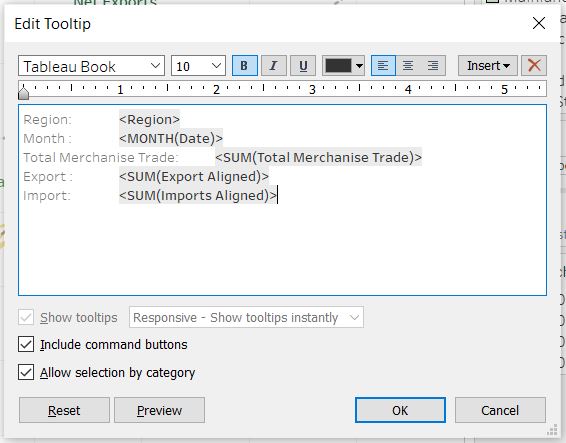 Net Exports
Edit Tooltip
Tableau Book 10 B I U Insert
1 2 3 4 5
Region: <Region>
Month : <MONTH(Date)>
Total Merchanise Trade: <SUM(Total Merchanise Trade)>
Export : <SUM(Export Aligned)>
Import: <SUM(Imports Aligned)>
Show tooltips Responsive - Show tooltips instantly
Include command buttons
Allow selection by category
Reset Preview OK Cancel